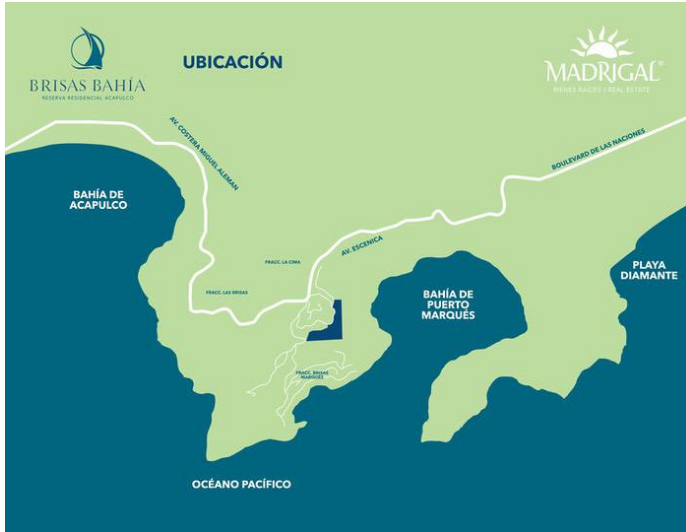 BRISAS BAHÍA
RESERVA RESIDENCIAL ACAPULCO
UBICACIÓN
MADRIGAL®
BIENES RAÍCES | REAL ESTATE
AV. COSTERA MIGUEL ALEMAN
BOULEVARD DE LAS NACIONES
BAHÍA DE
ACAPULCO
AV. ESCENICA
FRACC. LA CIMA
PLAYA
DIAMANTE
FRACC. LAS BRISAS
BAHÍA DE
PUERTO
MARQUÉS
FRACC. BRISAS
MARQUÉS
OCÉANO PACÍFICO